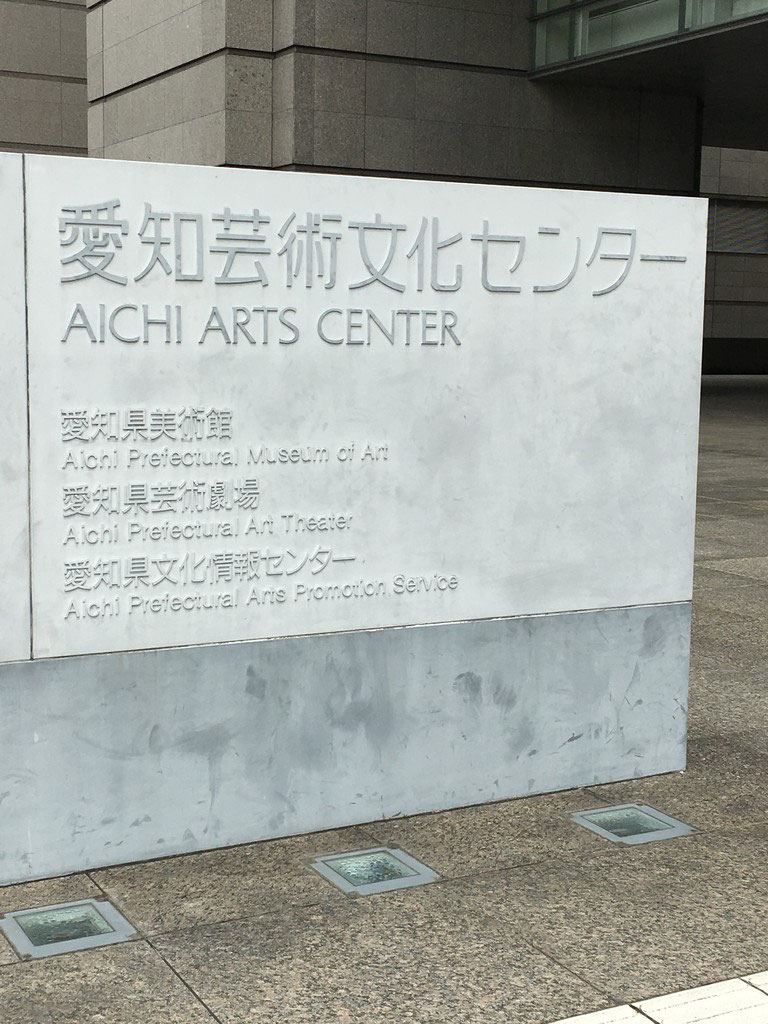 愛知芸術文化センター
AICHI ARTS CENTER
愛知県美術館
Aichi Prefectural Museum of Art
愛知県芸術劇場
Aichi Prefectural Art Theater
愛知県文化情報センター
Aichi Prefectural Arts Promotion Service